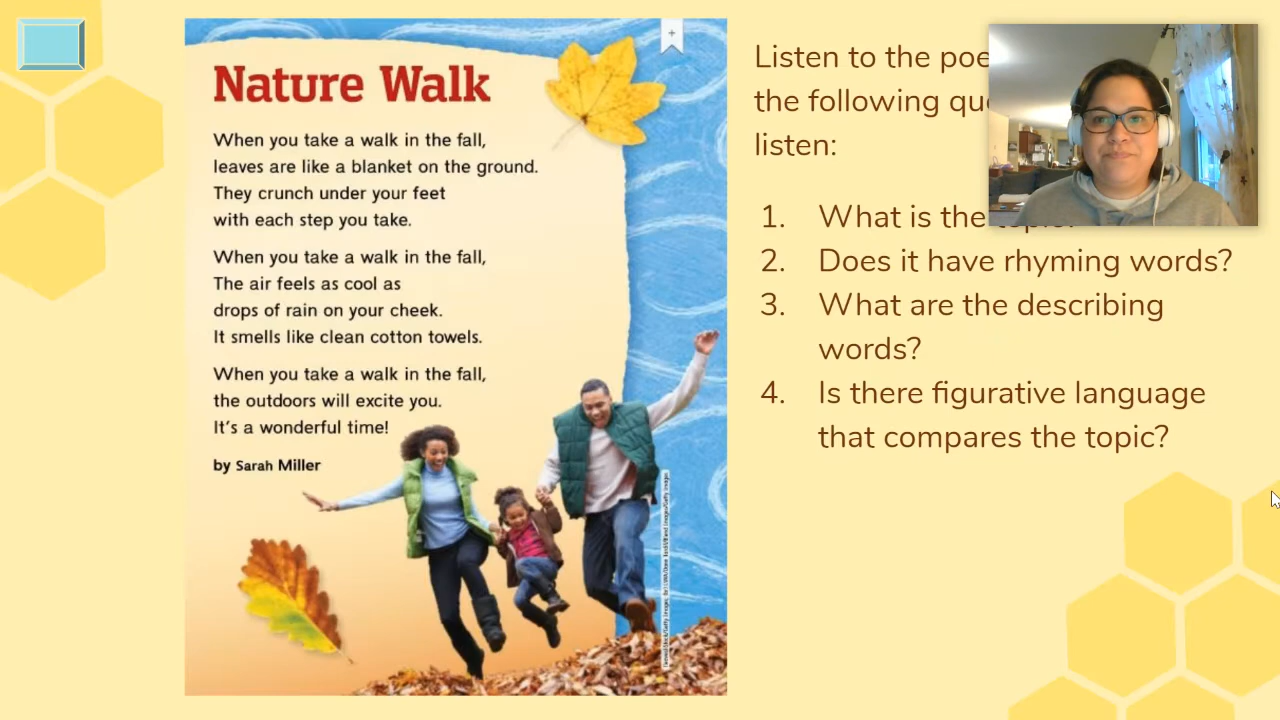 Nature Walk
When you take a walk in the fall,
leaves are like a blanket on the ground.
They crunch under your feet
with each step you take.
When you take a walk in the fall,
The air feels as cool as
drops of rain on your cheek.
It smells like clean cotton towels.
When you take a walk in the fall,
the outdoors will excite you.
It's a wonderful time!
by Sarah Miller
Listen to the
the following
listen:
1. What is the
2. Does it have rhyming words?
3. What are the describing
words?
4. Is there figurative language
that compares the topic?